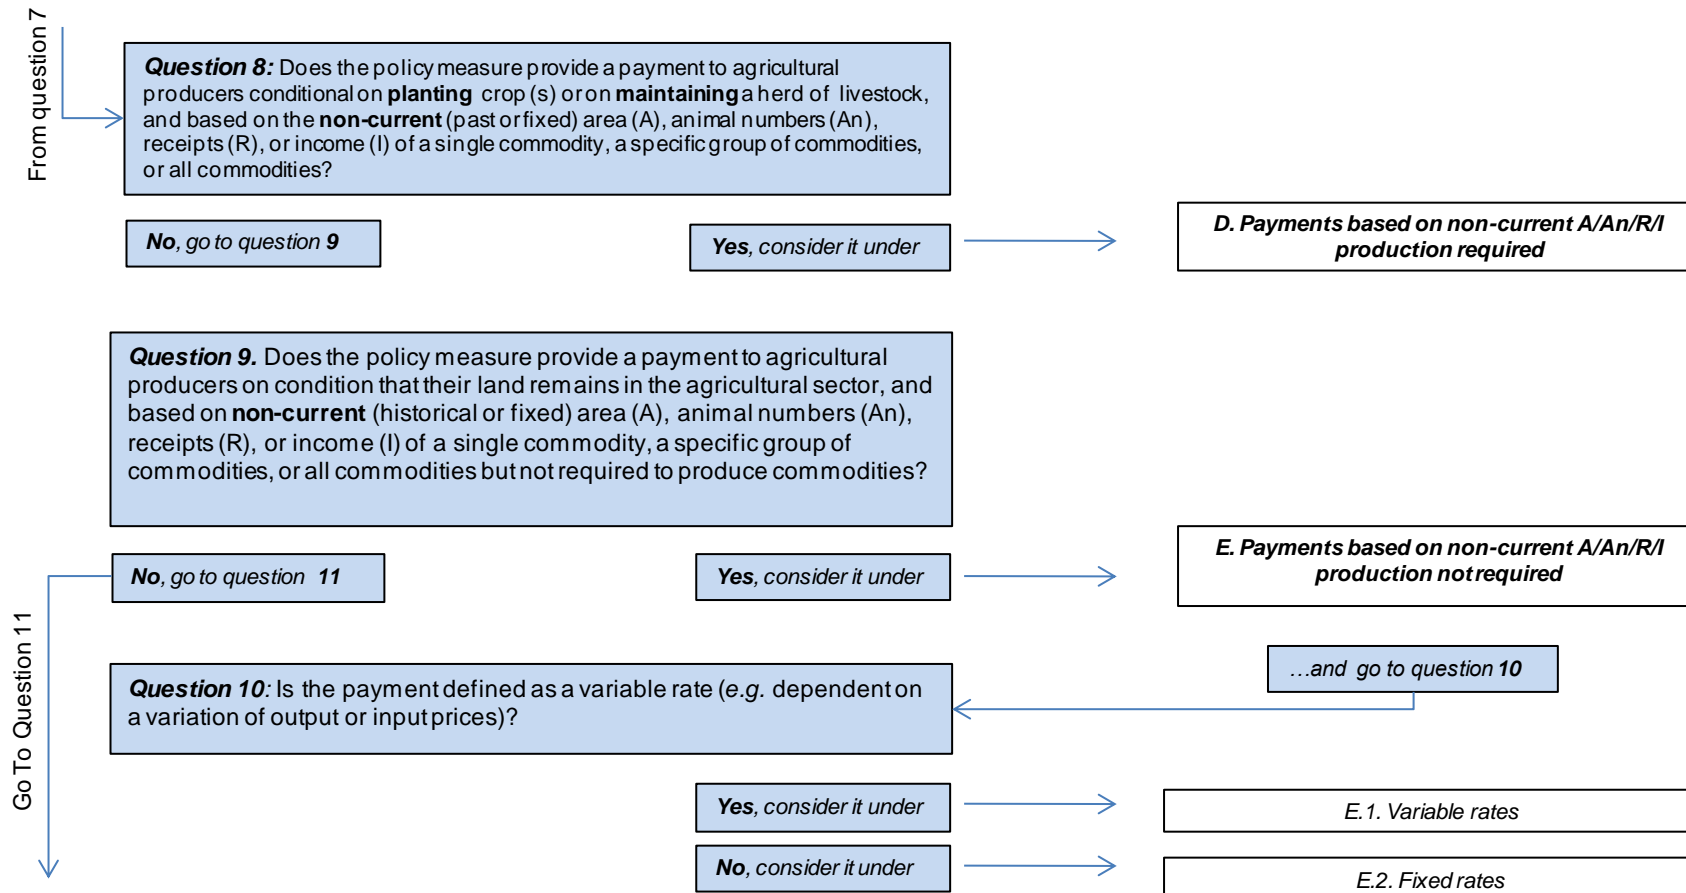 From question 7
Question 8: Does the policy measure provide a payment to agricultural
producers conditional on planting crop (s) or on maintaining a herd of livestock,
and based on the non-current (past or fixed) area (A), animal numbers (An),
receipts (R), or income (I) of a single commodity, a specific group of commodities,
or all commodities?
No, go to question 9
Yes, consider it under
D. Payments based on non-current A/An/R/I
production required
Question 9. Does the policy measure provide a payment to agricultural
producers on condition that their land remains in the agricultural sector, and
based on non-current (historical or fixed) area (A), animal numbers (An),
receipts (R), or income (I) of a single commodity, a specific group of
commodities, or all commodities but not required to produce commodities?
No, go to question 11
Yes, consider it under
E. Payments based on non-current A/An/R/I
production not required
Go To Question 11
…and go to question 10
Question 10: Is the payment defined as a variable rate (e.g. dependent on
a variation of output or input prices)?
Yes, consider it under
E.1. Variable rates
No, consider it under
E.2. Fixed rates